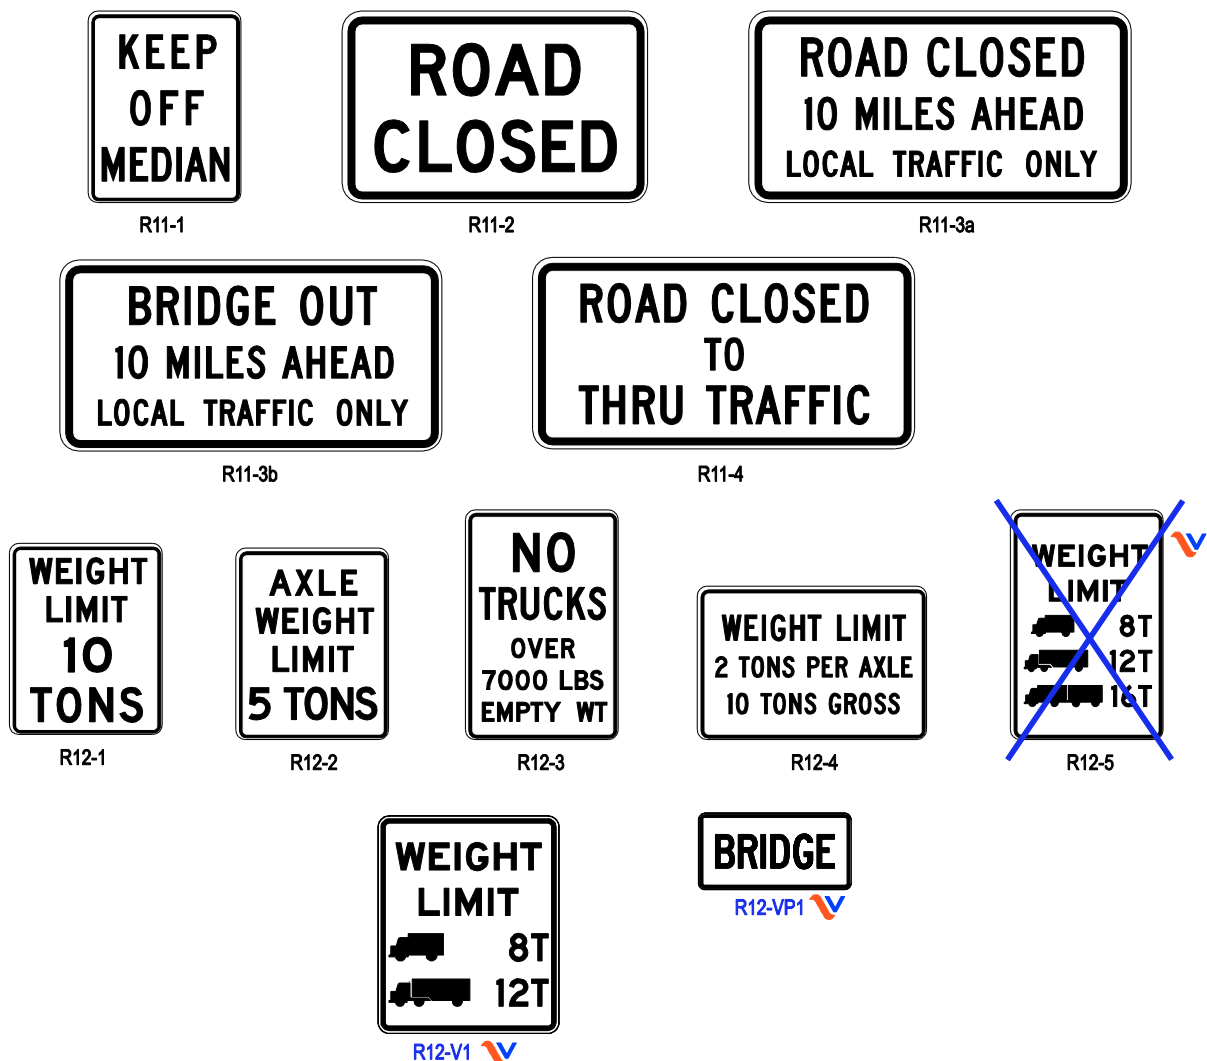 KEEP
OFF
MEDIAN
R11-1
ROAD
CLOSED
R11-2
ROAD CLOSED
10 MILES AHEAD
LOCAL TRAFFIC ONLY
R11-3a
BRIDGE OUT
10 MILES AHEAD
LOCAL TRAFFIC ONLY
R11-3b
ROAD CLOSED
TO
THRU TRAFFIC
R11-4
WEIGHT
LIMIT
10
TONS
R12-1
AXLE
WEIGHT
LIMIT
5 TONS
R12-2
NO
TRUCKS
OVER
7000 LBS
EMPTY WT
R12-3
WEIGHT LIMIT
2 TONS PER AXLE
10 TONS GROSS
R12-4
WEIGHT
LIMIT
8T
12T
16T
R12-5
WEIGHT
LIMIT
8T
12T
R12-V1
BRIDGE
R12-VP1